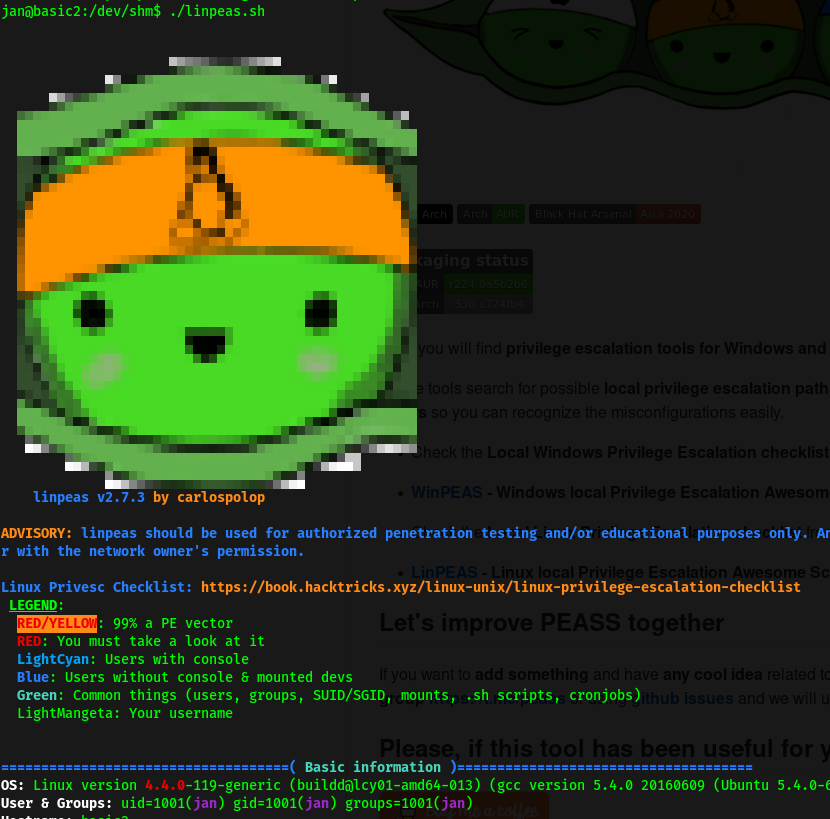 jan@basic2:/dev/shm$ ./linpeas.sh
Arch Arch AUR Black Hat Arsenal Asia 2020
kaging status
AUR r224.0a5b2b6
you will find privilege escalation tools for Windows and
e tools search for possible local privilege escalation path
s so you can recognize the misconfigurations easily.
Check the Local Windows Privilege Escalation checklist
WinPEAS - Windows local Privilege Escalation Awesom
LinPEAS - Linux local Privilege Escalation Awesome Sc
Let's improve PEASS together
If you want to add something and have any cool idea related to
github issues and we will u
Please, if this tool has been useful for y
linpeas v2.7.3 by carlospolop
ADVISORY: linpeas should be used for authorized penetration testing and/or educational purposes only. An
r with the network owner's permission.
Linux Privesc Checklist: https://book.hacktricks.xyz/linux-unix/linux-privilege-escalation-checklist
LEGEND:
RED/YELLOW: 99% a PE vector
RED: You must take a look at it
LightCyan: Users with console
Blue: Users without console & mounted devs
Green: Common things (users, groups, SUID/SGID, mounts, .sh scripts, cronjobs)
LightMangeta: Your username
====================================( Basic information )=====================================
OS: Linux version 4.4.0-119-generic (buildd@lcy01-amd64-013) (gcc version 5.4.0 20160609 (Ubuntu 5.4.0-6
User & Groups: uid=1001(jan) gid=1001(jan) groups=1001(jan)